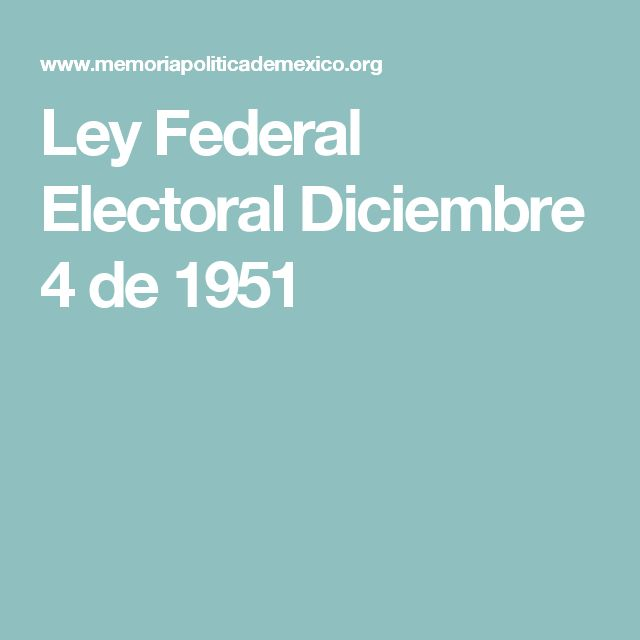 www.memoriapoliticademexico.org
Ley Federal
Electoral Diciembre
4 de 1951